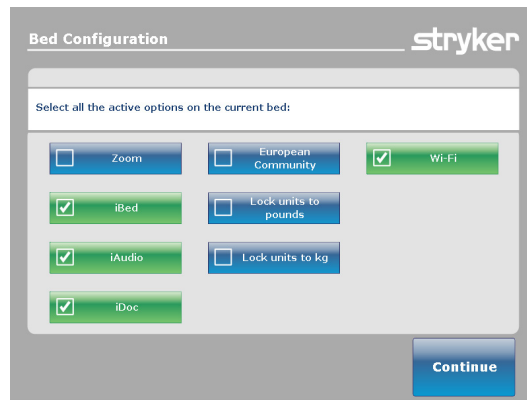 Bed Configuration
stryker
Select all the active options on the current bed:
Zoom
European
Community
Wi-Fi
iBed
Lock units to
pounds
iAudio
Lock units to kg
iDoc
Continue